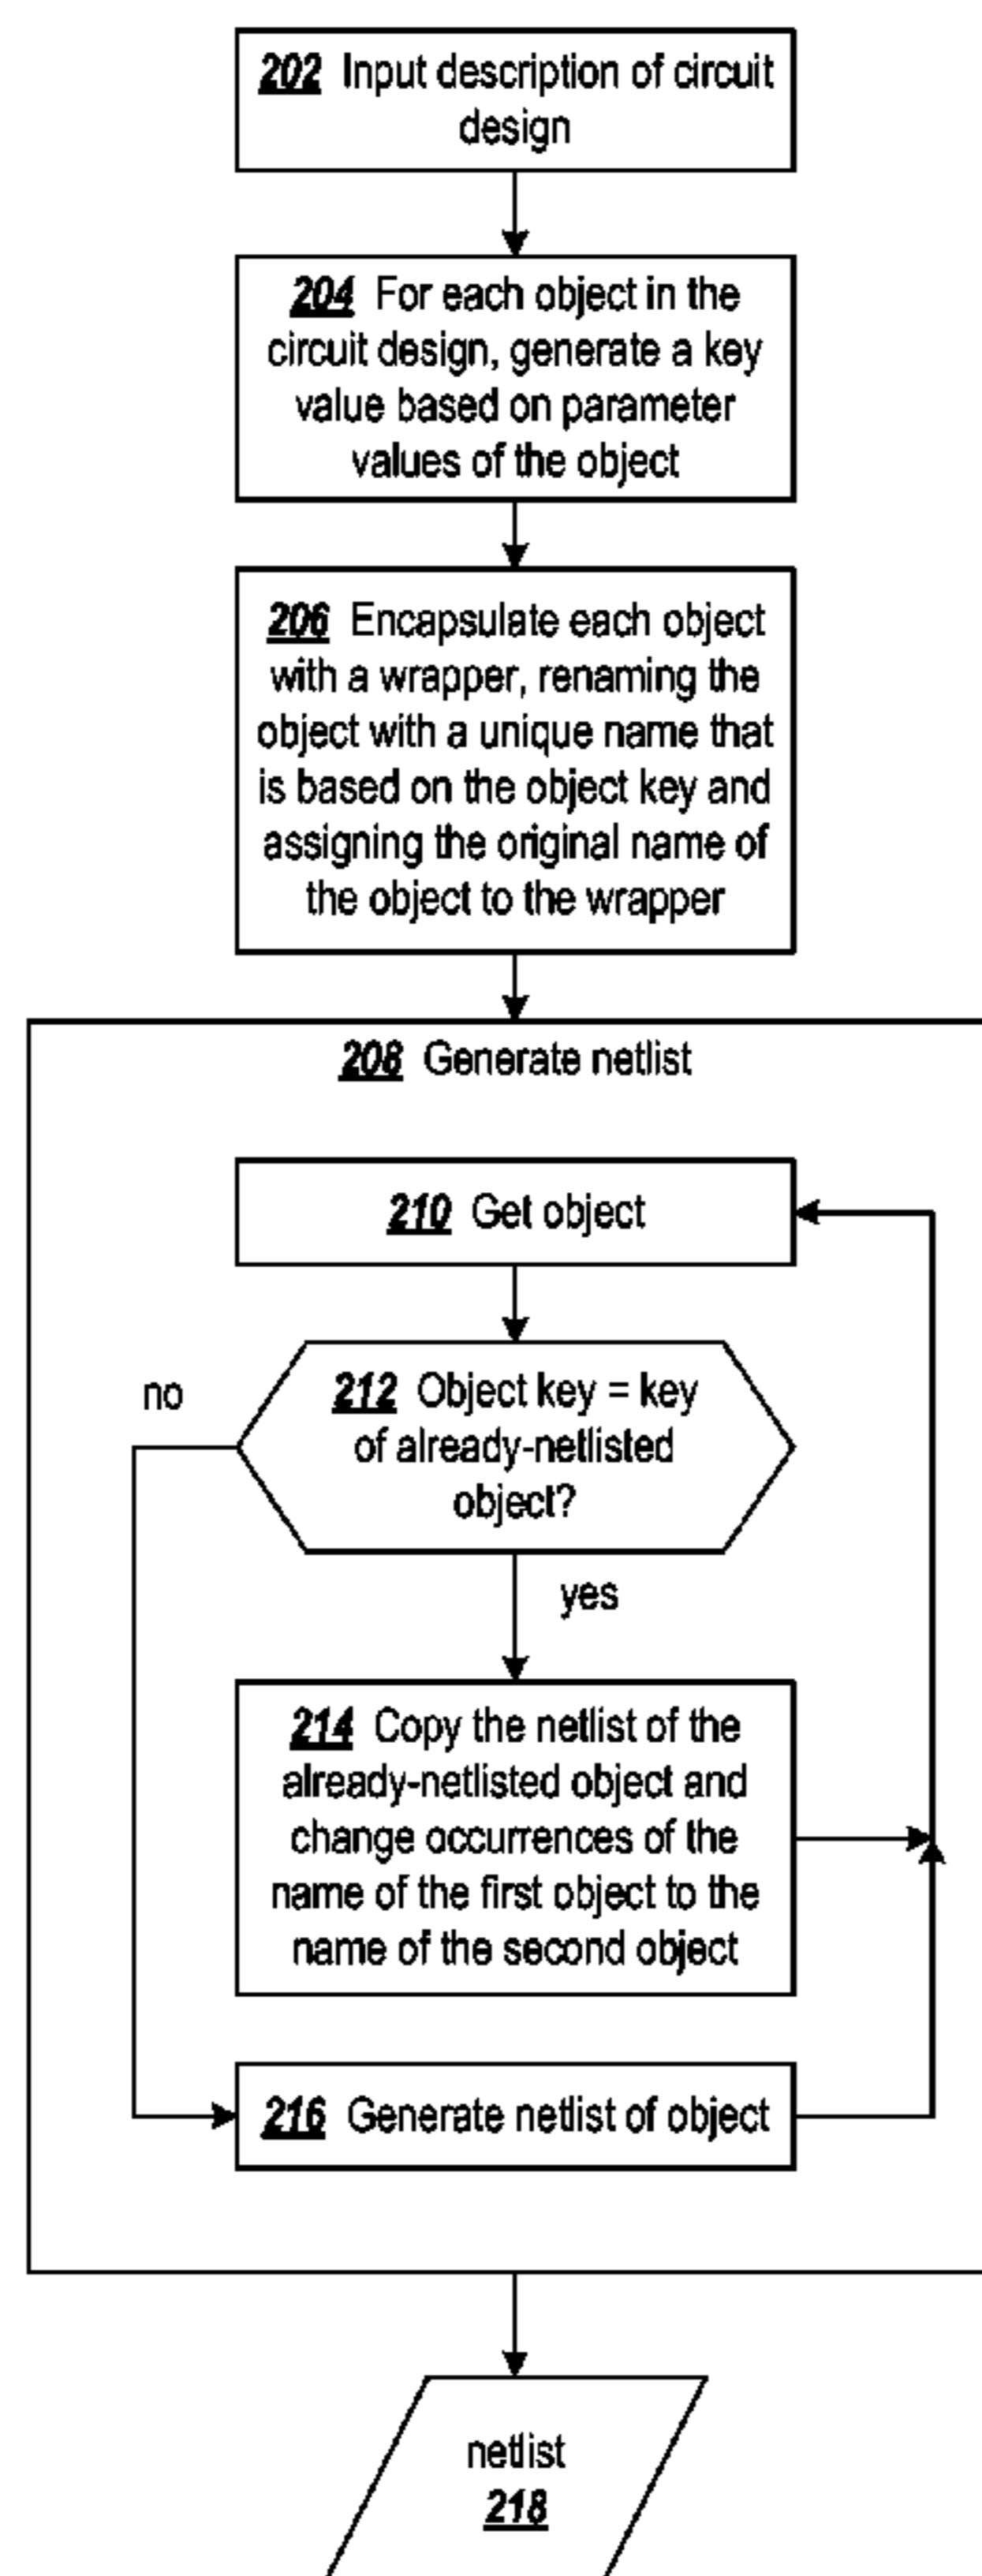 202 Input description of circuit
design
204 For each object in the
circuit design, generate a key
value based on parameter
values of the object
206 Encapsulate each object
with a wrapper, renaming the
object with a unique name that
is based on the object key and
assigning the original name of
the object to the wrapper
208 Generate netlist
210 Get object
no
212 Object key = key
of already-netlisted
object?
yes
214 Copy the netlist of the
already-netlisted object and
change occurrences of the
name of the first object to the
name of the second object
216 Generate netlist of object
netlist
218